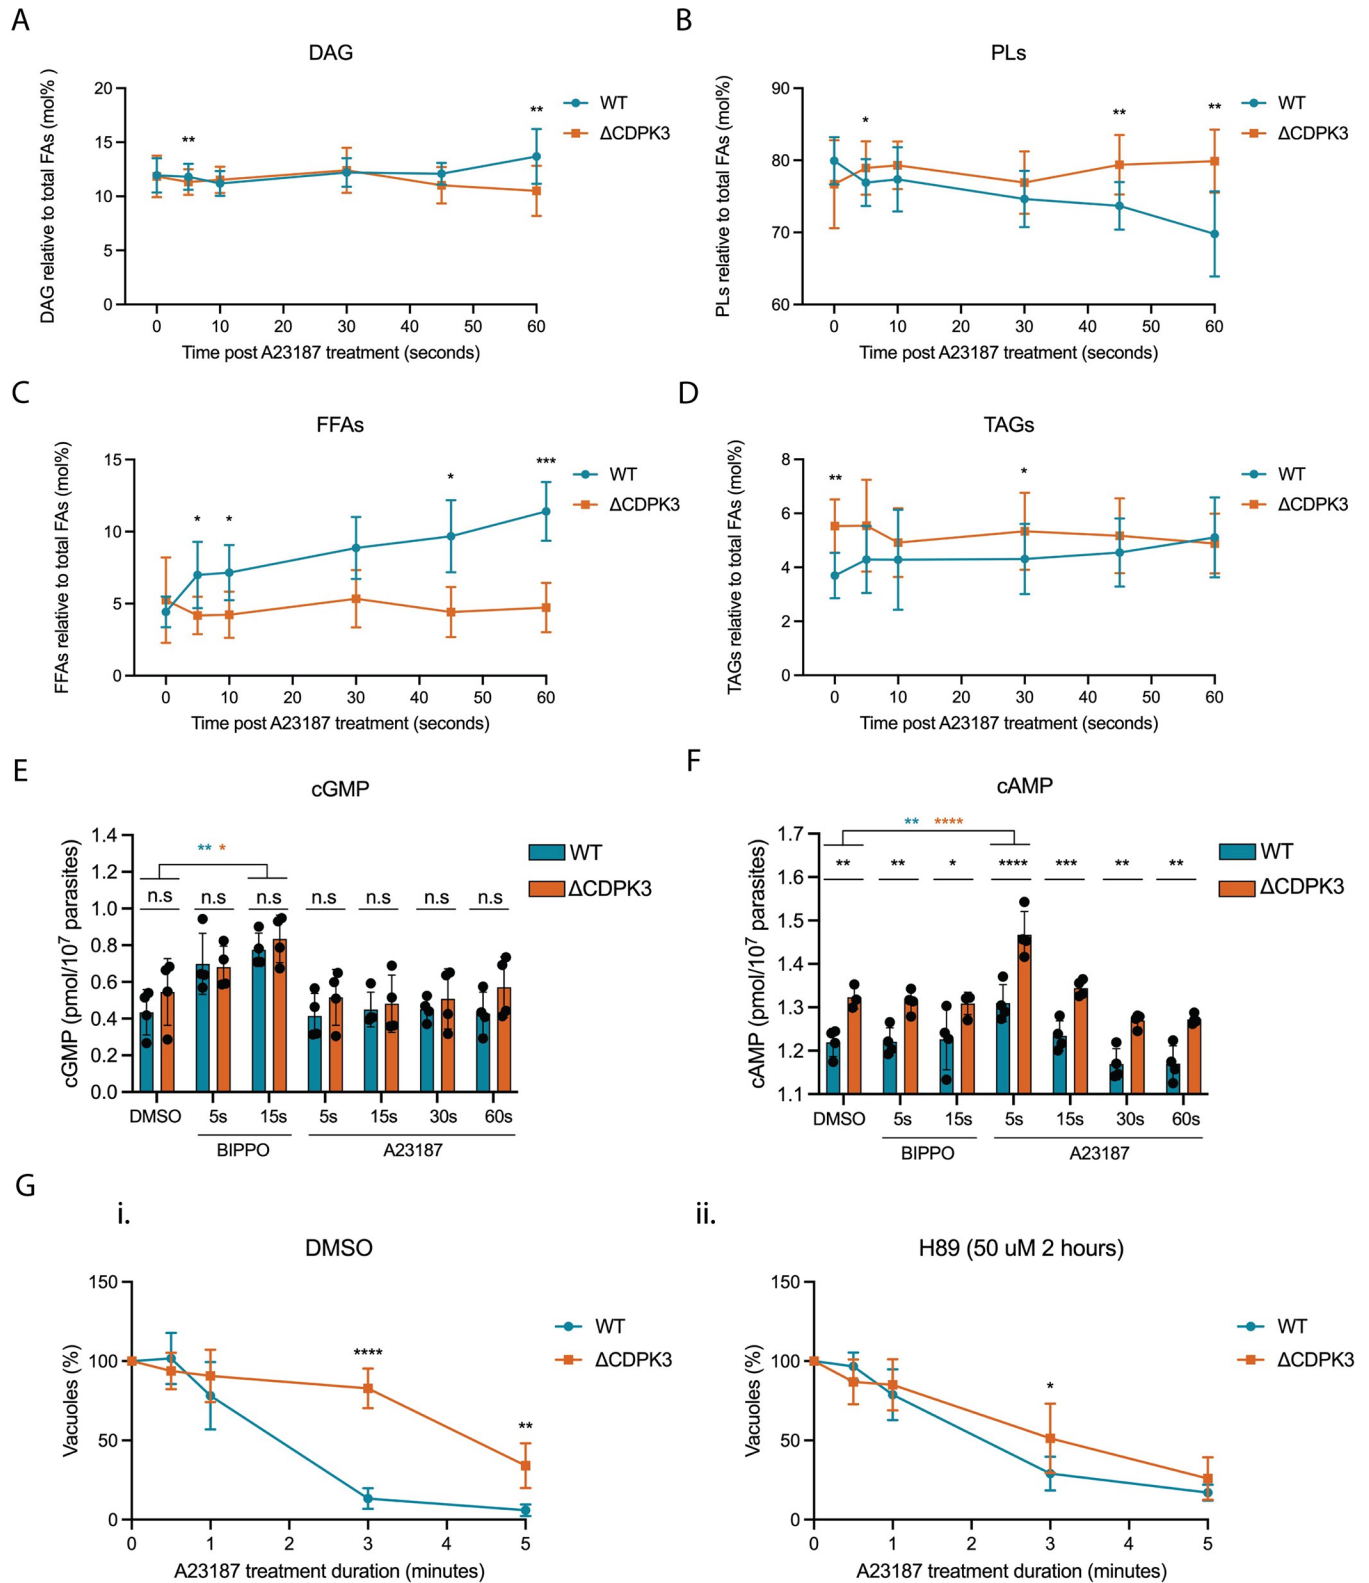 A
DAG
DAG relative to total FAs (mol% )
20
15
10
5
0
** **
WT
ΔCDPK3
0 10 20 30 40 50 60
Time post A23187 treatment (seconds)
B
PLs
PLs relative to total FAs (mol%)
90
80
70
60
* ** **
WT
ΔCDPK3
0 10 20 30 40 50 60
Time post A23187 treatment (seconds)
C
FFAs
FFAs relative to total FAs (mol%)
15
10
5
0
* * * ***
WT
ΔCDPK3
0 10 20 30 40 50 60
Time post A23187 treatment (seconds)
D
TAGs
TAGs relative to total FAs (mol%)
8
6
4
2
0
** *
WT
ΔCDPK3
0 10 20 30 40 50 60
Time post A23187 treatment (seconds)
E
cGMP
cGMP (pmol/10⁷ parasites)
1.4
1.2
1.0
0.8
0.6
0.4
0.2
0.0
** *
n.s n.s n.s n.s n.s n.s n.s
WT
ΔCDPK3
DMSO 5s 15s 5s 15s 30s 60s
BIPPO A23187
F
cAMP
cAMP (pmol/10⁷ parasites)
1.7
1.6
1.5
1.4
1.3
1.2
1.1
** ****
** ** * **** *** ** **
WT
ΔCDPK3
DMSO 5s 15s 5s 15s 30s 60s
BIPPO A23187
G
i.
DMSO
Vacuoles (%)
150
100
50
0
**** **
WT
ΔCDPK3
0 1 2 3 4 5
A23187 treatment duration (minutes)
ii.
H89 (50 uM 2 hours)
Vacuoles (%)
150
100
50
0
*
WT
ΔCDPK3
0 1 2 3 4 5
A23187 treatment duration (minutes)